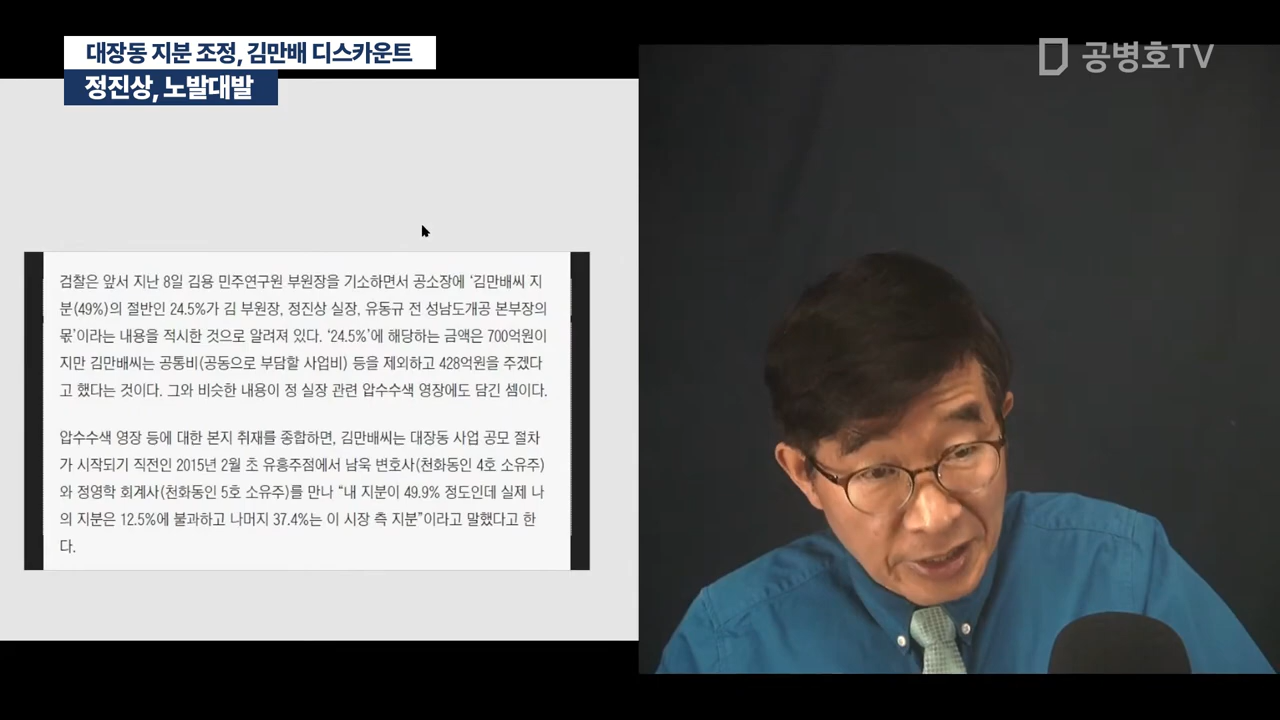 대장동 지분 조정, 김만배 디스카운트
정진상, 노발대발
공병호TV
검찰은 앞서 지난 8일 김용 민주연구원 부원장을 기소하면서 공소장에 ‘김만배씨 지
분(49%)의 절반인 24.5%가 김 부원장, 정진상 실장, 유동규 전 성남도개공 본부장의
몫’이라는 내용을 적시한 것으로 알려져 있다. ‘24.5%’에 해당하는 금액은 700억원이
지만 김만배씨는 공통비(공동으로 부담할 사업비) 등을 제외하고 428억원을 주겠다
고 했다는 것이다. 그와 비슷한 내용이 정 실장 관련 압수수색 영장에도 담긴 셈이다.
압수수색 영장 등에 대한 본지 취재를 종합하면, 김만배씨는 대장동 사업 공모 절차
가 시작되기 직전인 2015년 2월 초 유흥주점에서 남욱 변호사(천화동인 4호 소유주)
와 정영학 회계사(천화동인 5호 소유주)를 만나 “내 지분이 49.9% 정도인데 실제 나
의 지분은 12.5%에 불과하고 나머지 37.4%는 이 시장 측 지분”이라고 말했다고 한
다.